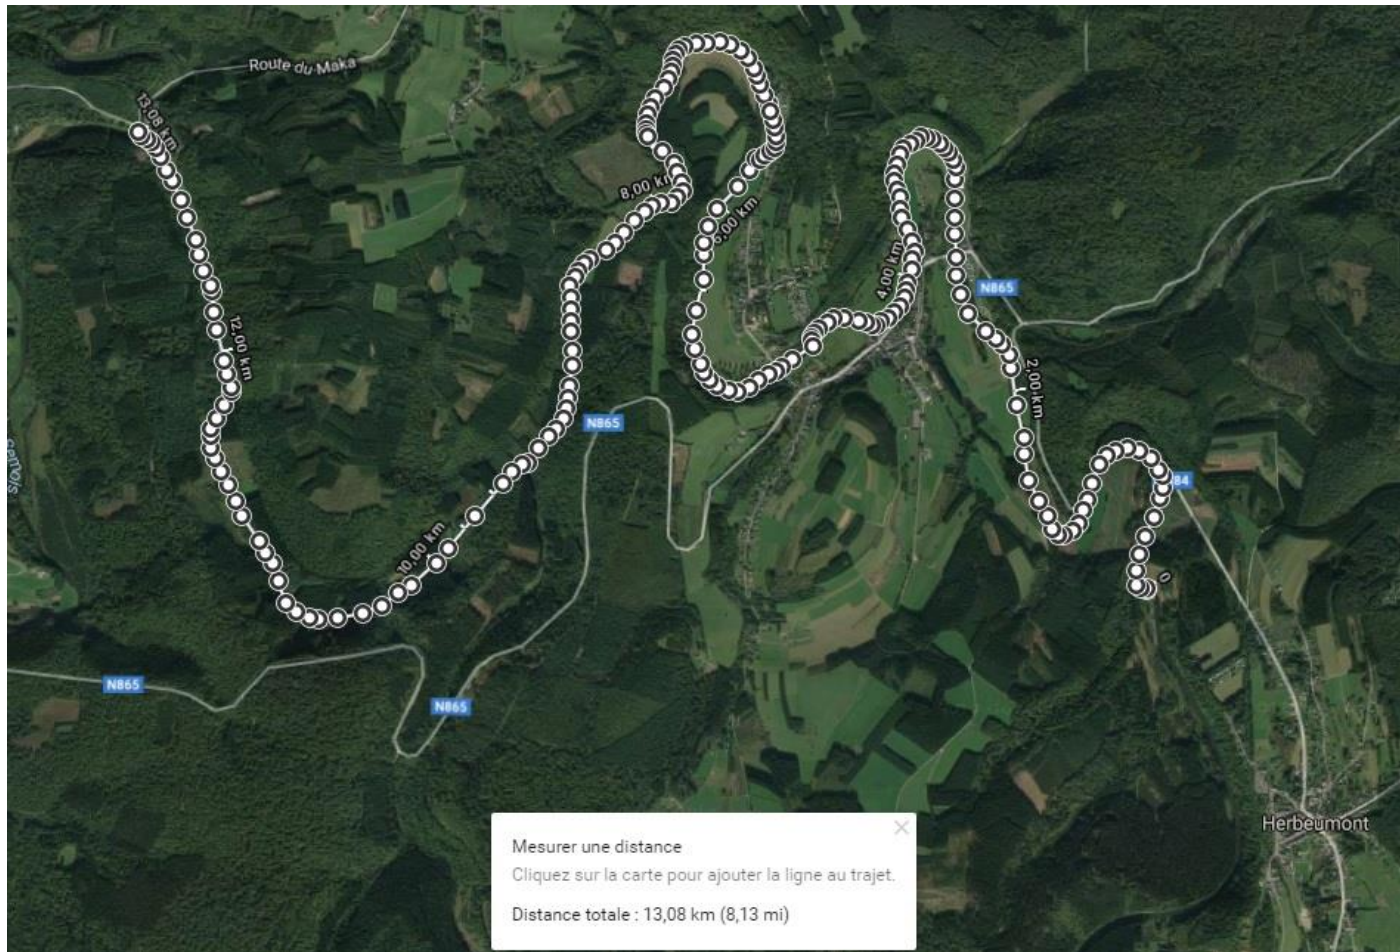 Route du Maka
13,08 km
8,00 km
6,00 km
4,00 km
N865
12,00 km
2,00 km
N865
84
10,00 km
0
N865
N865
Herbeumont
Mesurer une distance
Cliquez sur la carte pour ajouter la ligne au trajet.
Distance totale : 13,08 km (8,13 mi)